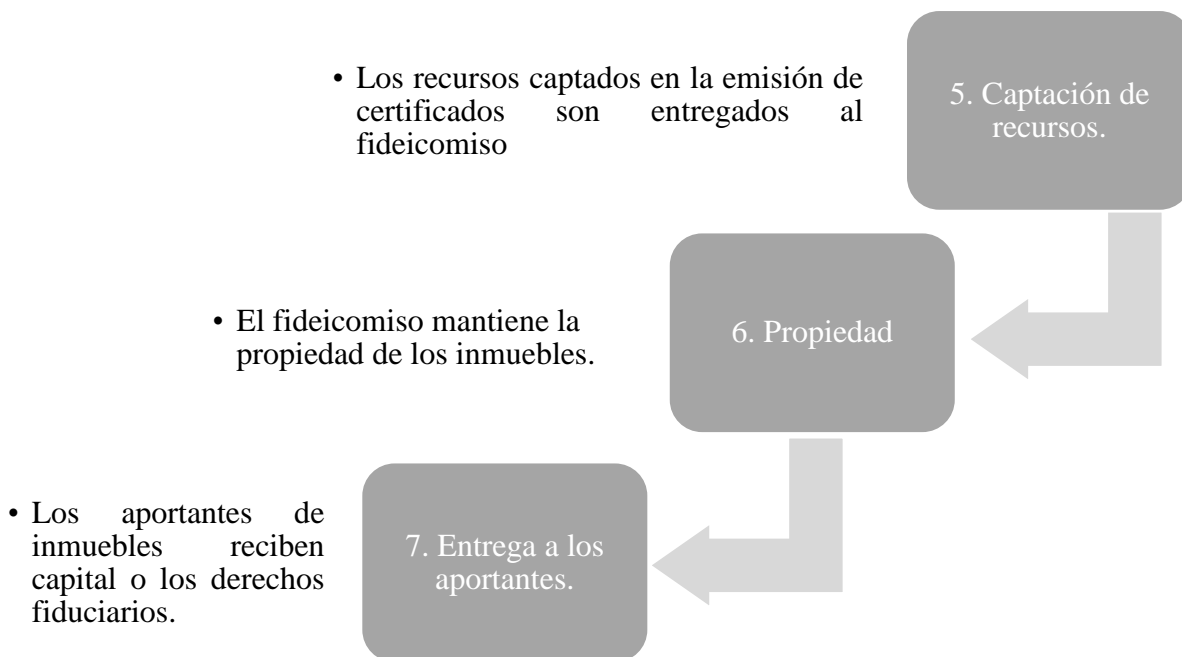 • Los recursos captados en la emisión de
certificados son entregados al
fideicomiso
5. Captación de
recursos.
• El fideicomiso mantiene la
propiedad de los inmuebles.
6. Propiedad
• Los aportantes de
inmuebles reciben
capital o los derechos
fiduciarios.
7. Entrega a los
aportantes.